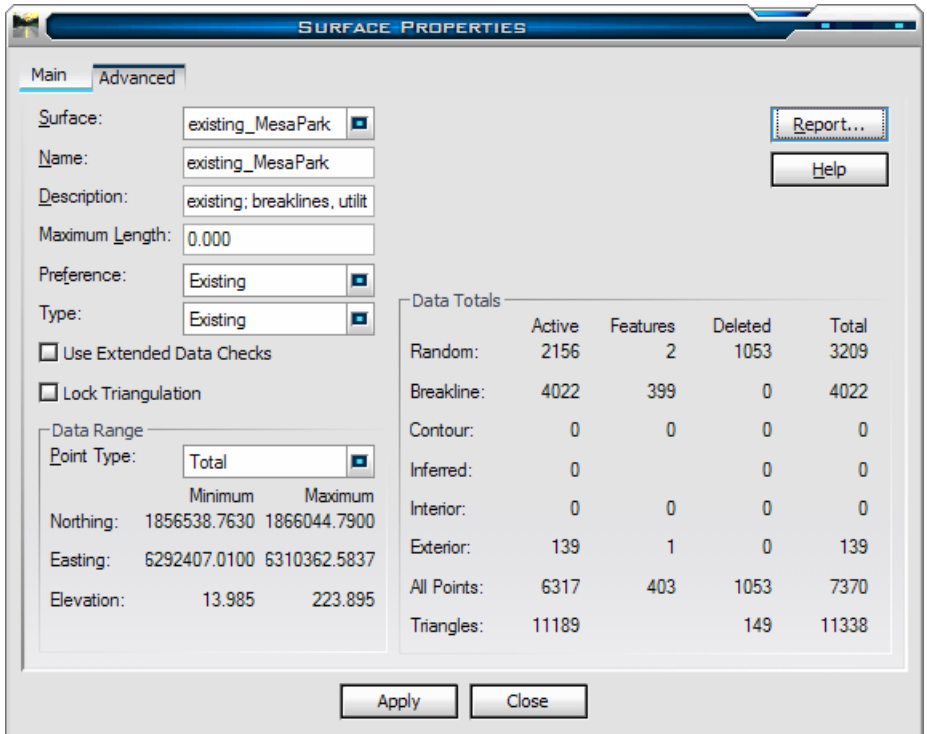 SURFACE PROPERTIES
Main Advanced
Surface: existing_MesaPark
Name: existing_MesaPark
Description: existing; breaklines, utilit
Maximum Length: 0.000
Preference: Existing
Type: Existing
Use Extended Data Checks
Lock Triangulation
Data Range
Point Type: Total
Minimum Maximum
Northing: 1856538.7630 1866044.7900
Easting: 6292407.0100 6310362.5837
Elevation: 13.985 223.895
Report...
Help
Data Totals
Active Features Deleted Total
Random: 2156 2 1053 3209
Breakline: 4022 399 0 4022
Contour: 0 0 0 0
Inferred: 0 0 0
Interior: 0 0 0 0
Exterior: 139 1 0 139
All Points: 6317 403 1053 7370
Triangles: 11189 149 11338
Apply Close